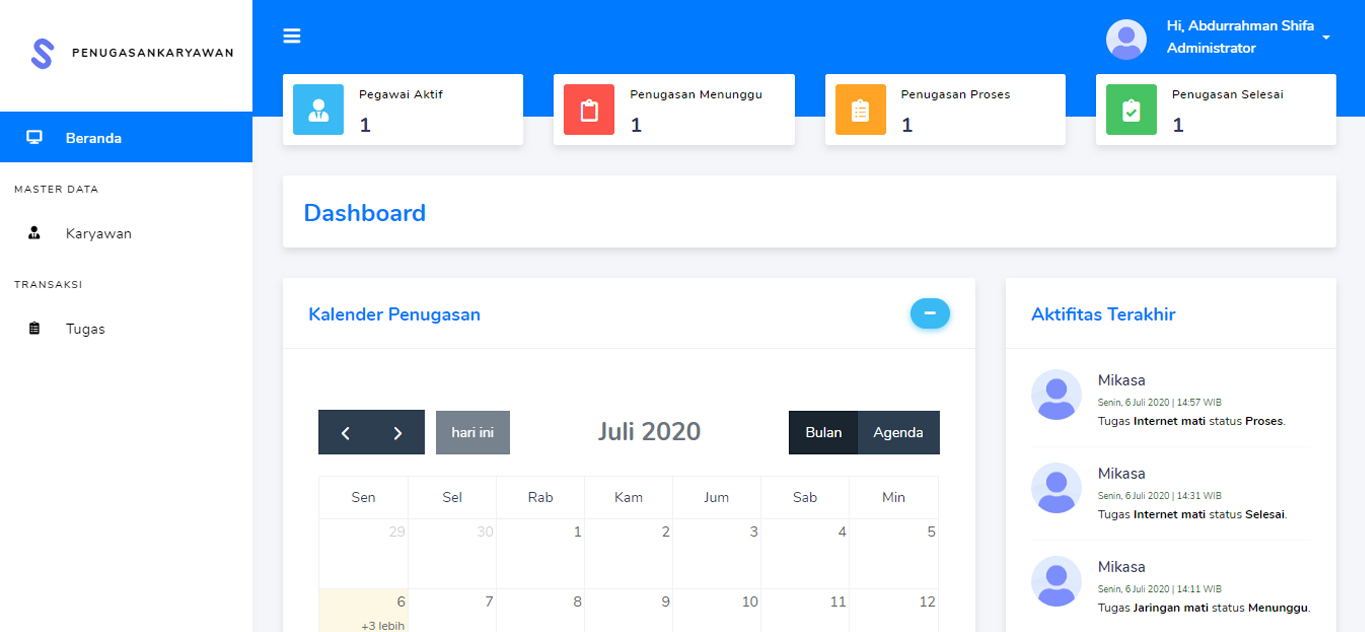 PENUGASANKARYAWAN
Hi, Abdurrahman Shifa
Administrator
Pegawai Aktif
1
Penugasan Menunggu
1
Penugasan Proses
1
Penugasan Selesai
1
Beranda
MASTER DATA
Karyawan
TRANSAKSI
Tugas
Dashboard
Kalender Penugasan
hari ini
Juli 2020
Bulan Agenda
Sen Sel Rab Kam Jum Sab Min
29 30 1 2 3 4 5
6 7 8 9 10 11 12
+3 lebih
Aktifitas Terakhir
Mikasa
Senin, 6 Juli 2020 | 14:57 WIB
Tugas Internet mati status Proses.
Mikasa
Senin, 6 Juli 2020 | 14:31 WIB
Tugas Internet mati status Selesai.
Mikasa
Senin, 6 Juli 2020 | 14:11 WIB
Tugas Jaringan mati status Menunggu.